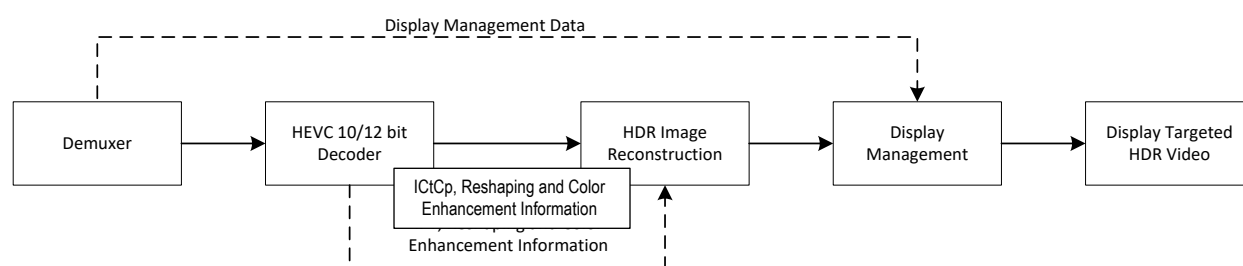 Display Management Data
Demuxer
HEVC 10/12 bit
Decoder
HDR Image
Reconstruction
Display
Management
Display Targeted
HDR Video
ICtCp, Reshaping and Color
Enhancement Information
Enhancement Information